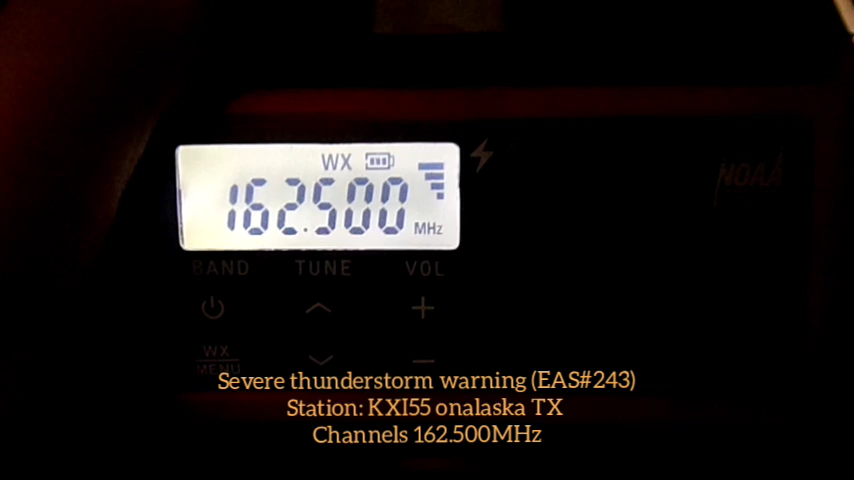 WX
162.500 MHz
NOAA
BAND TUNE VOL
WX
MENU
Severe thunderstorm warning (EAS#243)
Station: KXI55 onalaska TX
Channels 162.500MHz